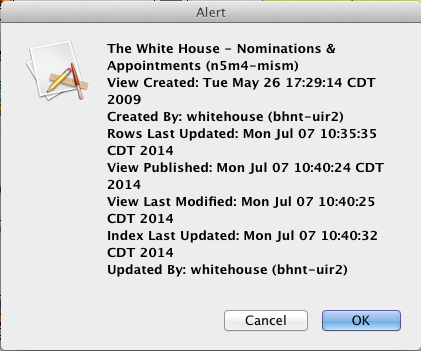 Alert
The White House – Nominations &
Appointments (n5m4-mism)
View Created: Tue May 26 17:29:14 CDT
2009
Created By: whitehouse (bhnt-uir2)
Rows Last Updated: Mon Jul 07 10:35:35
CDT 2014
View Published: Mon Jul 07 10:40:24 CDT
2014
View Last Modified: Mon Jul 07 10:40:25
CDT 2014
Index Last Updated: Mon Jul 07 10:40:32
CDT 2014
Updated By: whitehouse (bhnt-uir2)
Cancel OK